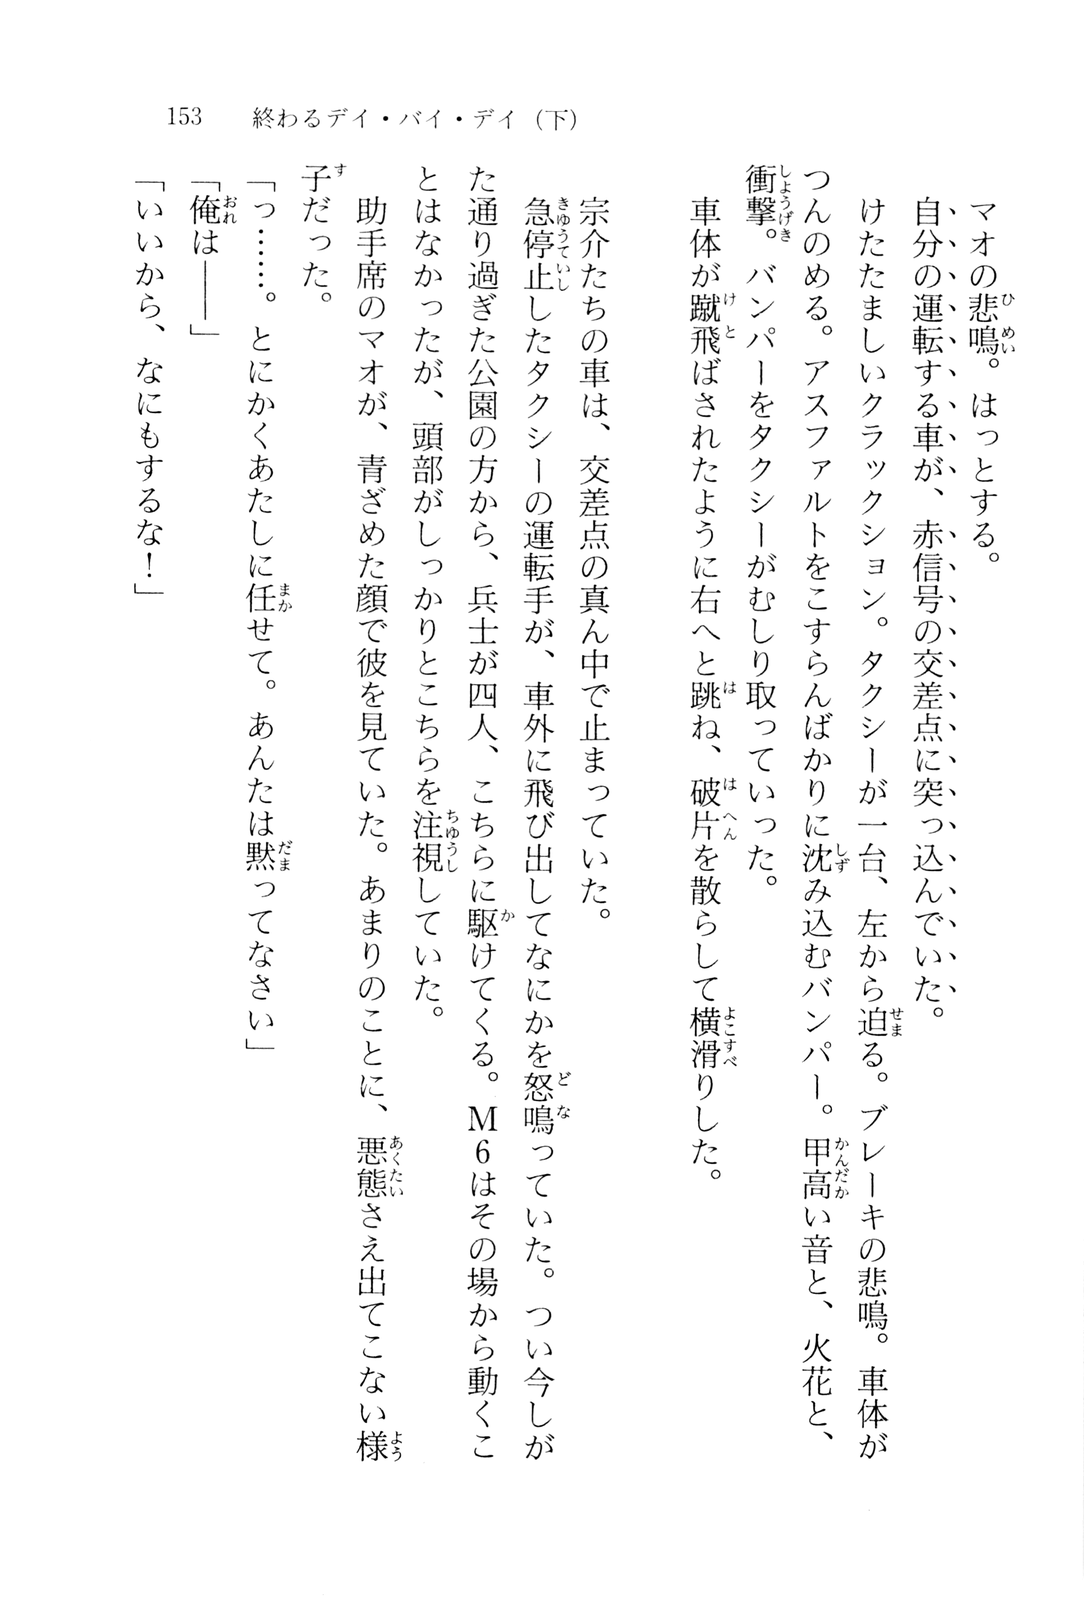 153　終わるデイ・バイ・デイ（下）
マオの悲鳴。はっとする。
自分の運転する車が、赤信号の交差点に突っ込んでいた。
けたたましいクラックション。タクシーが一台、左から迫る。ブレーキの悲鳴。車体が
つんのめる。アスファルトをこすらんばかりに沈み込むバンパー。甲高い音と、火花と、
衝撃。バンパーをタクシーがむしり取っていった。
車体が蹴飛ばされたように右へと跳ね、破片を散らして横滑りした。
宗介たちの車は、交差点の真ん中で止まっていた。
急停止したタクシーの運転手が、車外に飛び出してなにかを怒鳴っていた。つい今しが
た通り過ぎた公園の方から、兵士が四人、こちらに駆けてくる。M6はその場から動くこ
とはなかったが、頭部がしっかりとこちらを注視していた。
助手席のマオが、青ざめた顔で彼を見ていた。あまりのことに、悪態さえ出てこない様
子だった。
「っ……。とにかくあたしに任せて。あんたは黙ってなさい」
「俺は――」
「いいから、なにもするな！」